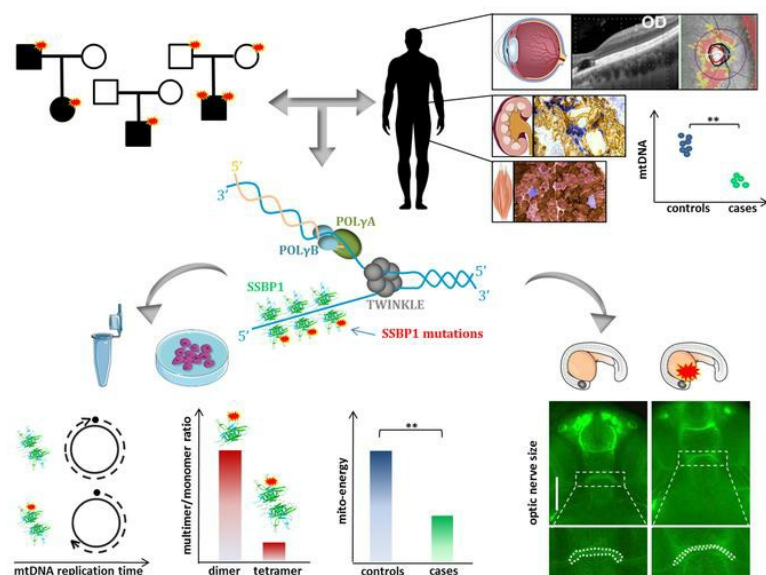 OD
mtDNA
**
controls
cases
5′
3′
POLγA
POLγB
SSBP1
TWINKLE
5′
3′
5′
SSBP1 mutations
mtDNA replication time
multimer/monomer ratio
dimer
tetramer
mito-energy
**
controls
cases
optic nerve size